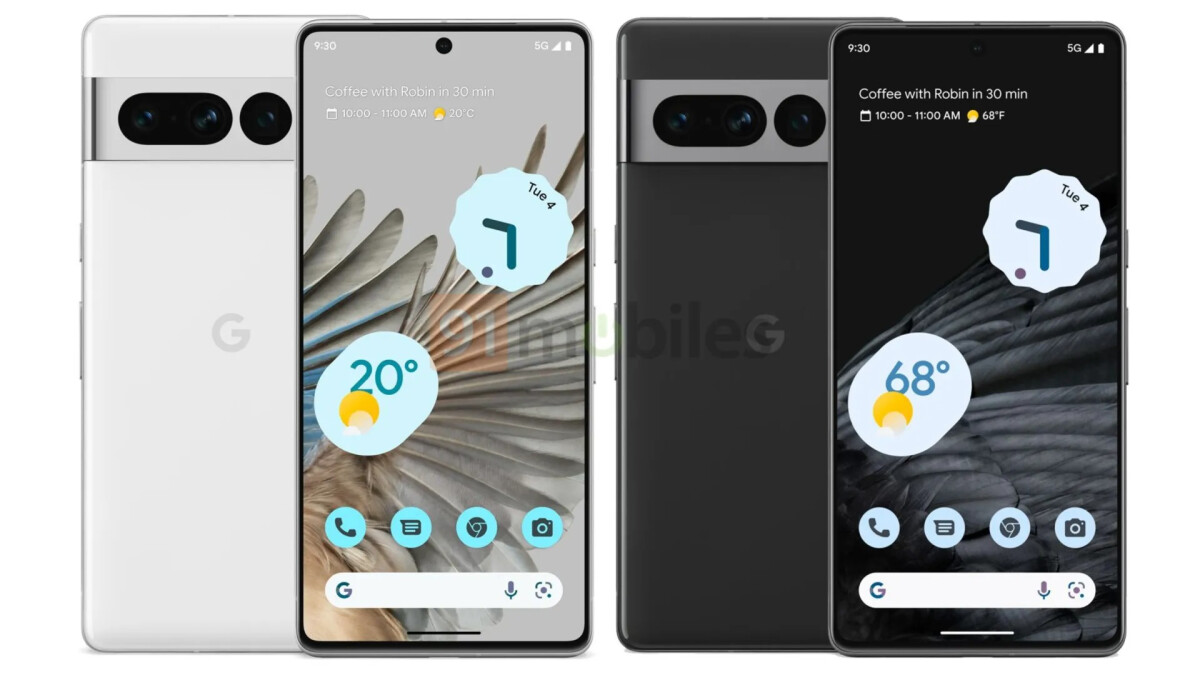 9:30
5G
Coffee with Robin in 30 min
10:00 - 11:00 AM 20°C
Tue 4
20°
G
G
9:30
5G
Coffee with Robin in 30 min
10:00 - 11:00 AM 68°F
Tue 4
68°
G
G
91mobiles